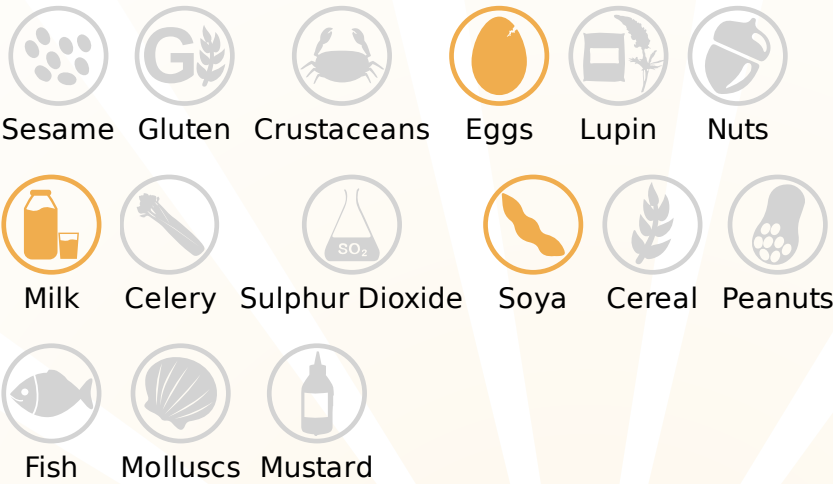 G
Sesame Gluten Crustaceans Eggs Lupin Nuts
SO₂
Milk Celery Sulphur Dioxide Soya Cereal Peanuts
Fish Molluscs Mustard